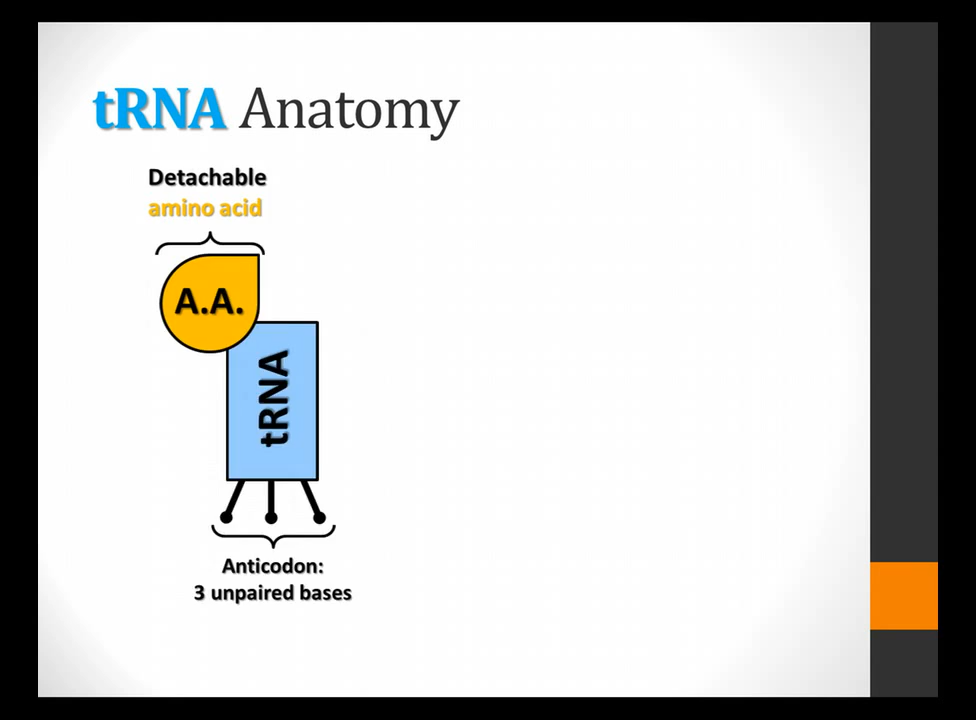 tRNA Anatomy
Detachable
amino acid
A.A.
tRNA
Anticodon:
3 unpaired bases